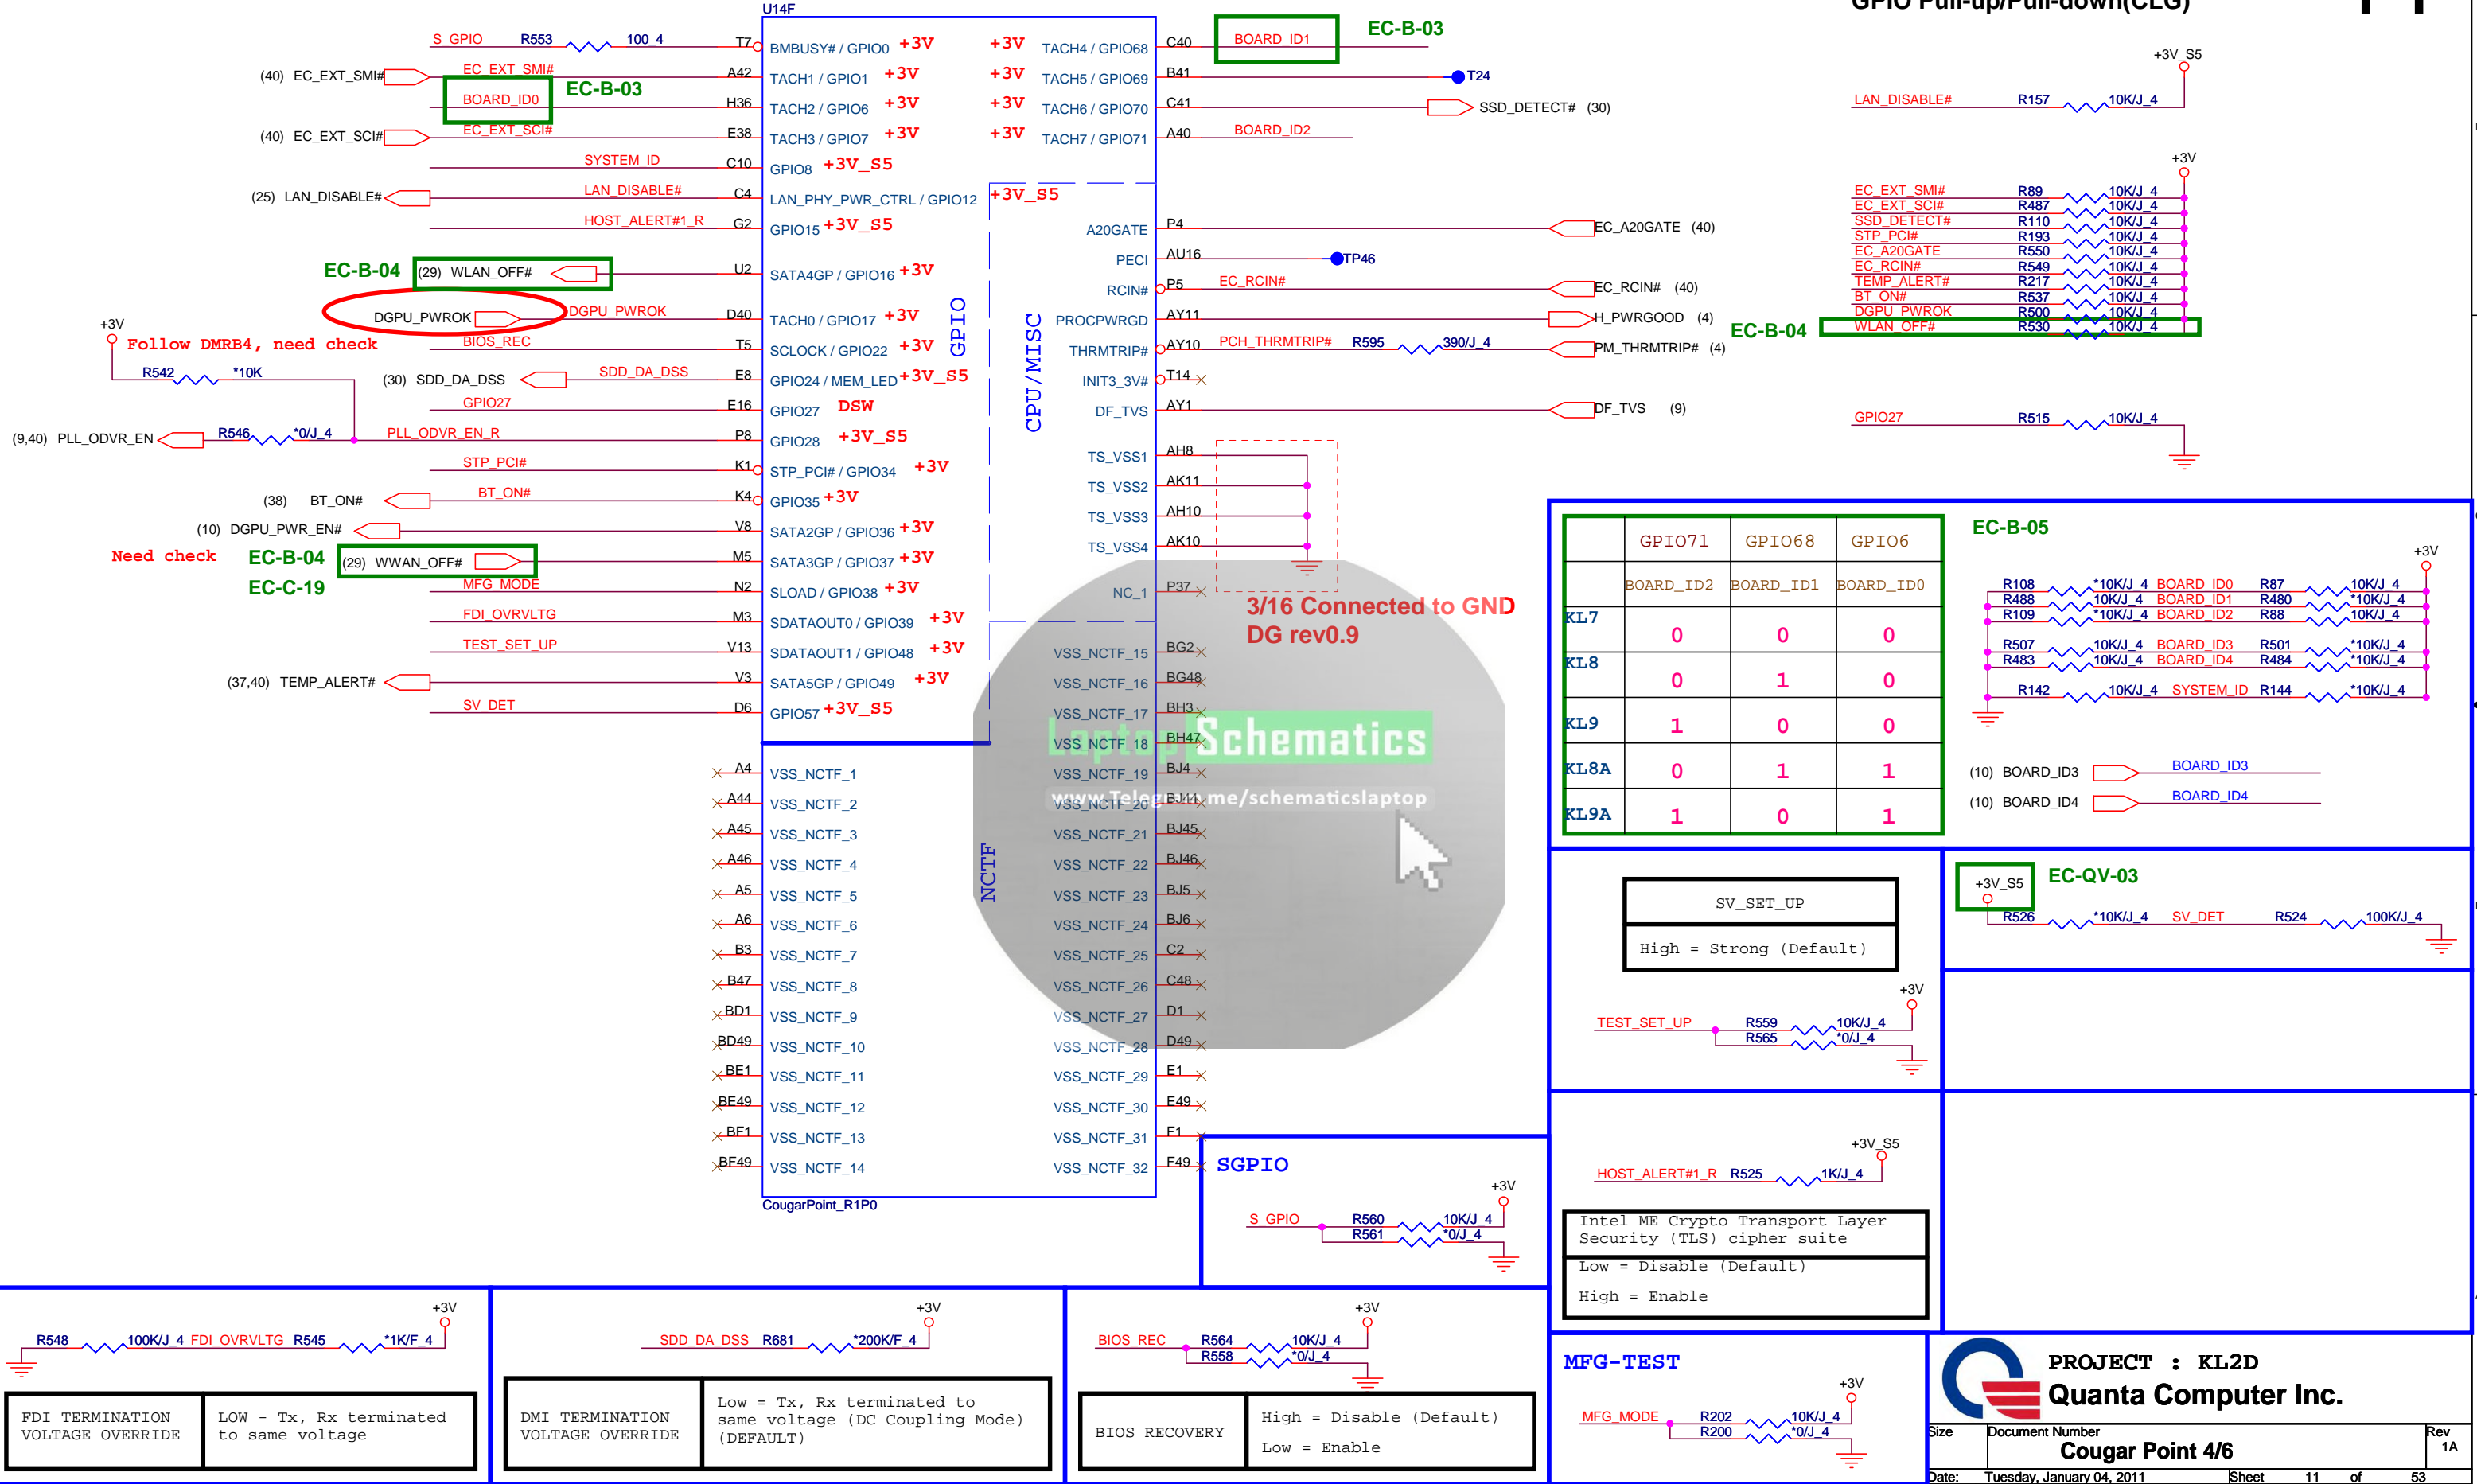 U14F
GPIO Pull-up/Pull-down(CLG)
S_GPIO R553 100_4 T7 BMBUSY# / GPIO0 +3V
(40) EC_EXT_SMI# EC_EXT_SMI# A42 TACH1 / GPIO1 +3V
BOARD_ID0 EC-B-03 H36 TACH2 / GPIO6 +3V
(40) EC_EXT_SCI# EC_EXT_SCI# E38 TACH3 / GPIO7 +3V
SYSTEM_ID C10 GPIO8 +3V_S5
(25) LAN_DISABLE# LAN_DISABLE# C4 LAN_PHY_PWR_CTRL / GPIO12 +3V_S5
HOST_ALERT#1_R G2 GPIO15 +3V_S5
EC-B-04 (29) WLAN_OFF# U2 SATA4GP / GPIO16 +3V
DGPU_PWROK DGPU_PWROK D40 TACH0 / GPIO17 +3V
+3V
Follow DMRB4, need check
BIOS_REC T5 SCLOCK / GPIO22 +3V
R542 *10K
(30) SDD_DA_DSS SDD_DA_DSS E8 GPIO24 / MEM_LED +3V_S5
GPIO27 E16 GPIO27 DSW
(9,40) PLL_ODVR_EN R546 *0/J_4 PLL_ODVR_EN_R P8 GPIO28 +3V_S5
STP_PCI# K1 STP_PCI# / GPIO34 +3V
(38) BT_ON# BT_ON# K4 GPIO35 +3V
(10) DGPU_PWR_EN# V8 SATA2GP / GPIO36 +3V
Need check EC-B-04 (29) WWAN_OFF# M5 SATA3GP / GPIO37 +3V
EC-C-19 MFG_MODE N2 SLOAD / GPIO38 +3V
FDI_OVRVLTG M3 SDATAOUT0 / GPIO39 +3V
TEST_SET_UP V13 SDATAOUT1 / GPIO48 +3V
(37,40) TEMP_ALERT# V3 SATA5GP / GPIO49 +3V
SV_DET D6 GPIO57 +3V_S5
A4 VSS_NCTF_1
A44 VSS_NCTF_2
A45 VSS_NCTF_3
A46 VSS_NCTF_4
A5 VSS_NCTF_5
A6 VSS_NCTF_6
B3 VSS_NCTF_7
B47 VSS_NCTF_8
BD1 VSS_NCTF_9
BD49 VSS_NCTF_10
BE1 VSS_NCTF_11
BE49 VSS_NCTF_12
BF1 VSS_NCTF_13
BF49 VSS_NCTF_14
CougarPoint_R1P0
GPIO
CPU/MISC
NCTF
+3V TACH4 / GPIO68 C40 BOARD_ID1 EC-B-03
+3V TACH5 / GPIO69 B41 T24
+3V TACH6 / GPIO70 C41 SSD_DETECT# (30)
+3V TACH7 / GPIO71 A40 BOARD_ID2
A20GATE P4 EC_A20GATE (40)
PECI AU16 TP46
RCIN# P5 EC_RCIN# EC_RCIN# (40)
PROCPWRGD AY11 H_PWRGOOD (4)
THRMTRIP# AY10 PCH_THRMTRIP# R595 390/J_4 PM_THRMTRIP# (4)
INIT3_3V# T14
DF_TVS AY1 DF_TVS (9)
TS_VSS1 AH8
TS_VSS2 AK11
TS_VSS3 AH10
TS_VSS4 AK10
NC_1 P37
3/16 Connected to GND
DG rev0.9
VSS_NCTF_15 BG2
VSS_NCTF_16 BG48
VSS_NCTF_17 BH3
VSS_NCTF_18 BH47
VSS_NCTF_19 BJ4
VSS_NCTF_20 BJ44
VSS_NCTF_21 BJ45
VSS_NCTF_22 BJ46
VSS_NCTF_23 BJ5
VSS_NCTF_24 BJ6
VSS_NCTF_25 C2
VSS_NCTF_26 C48
VSS_NCTF_27 D1
VSS_NCTF_28 D49
VSS_NCTF_29 E1
VSS_NCTF_30 E49
VSS_NCTF_31 F1
VSS_NCTF_32 F49
Laptop Schematics
www.Telegram.me/schematicslaptop
+3V_S5
LAN_DISABLE# R157 10K/J_4
+3V
EC_EXT_SMI# R89 10K/J_4
EC_EXT_SCI# R487 10K/J_4
SSD_DETECT# R110 10K/J_4
STP_PCI# R193 10K/J_4
EC_A20GATE R550 10K/J_4
EC_RCIN# R549 10K/J_4
TEMP_ALERT# R217 10K/J_4
BT_ON# R537 10K/J_4
DGPU_PWROK R500 10K/J_4
EC-B-04 WLAN_OFF# R530 10K/J_4
GPIO27 R515 10K/J_4
GPIO71 GPIO68 GPIO6
BOARD_ID2 BOARD_ID1 BOARD_ID0
KL7 0 0 0
KL8 0 1 0
KL9 1 0 0
KL8A 0 1 1
KL9A 1 0 1
EC-B-05
+3V
R108 *10K/J_4 BOARD_ID0 R87 10K/J_4
R488 10K/J_4 BOARD_ID1 R480 *10K/J_4
R109 *10K/J_4 BOARD_ID2 R88 10K/J_4
R507 10K/J_4 BOARD_ID3 R501 *10K/J_4
R483 10K/J_4 BOARD_ID4 R484 *10K/J_4
R142 10K/J_4 SYSTEM_ID R144 *10K/J_4
(10) BOARD_ID3 BOARD_ID3
(10) BOARD_ID4 BOARD_ID4
SV_SET_UP
High = Strong (Default)
+3V
TEST_SET_UP R559 10K/J_4
R565 *0/J_4
+3V_S5 EC-QV-03
R526 *10K/J_4 SV_DET R524 100K/J_4
+3V_S5
HOST_ALERT#1_R R525 1K/J_4
Intel ME Crypto Transport Layer
Security (TLS) cipher suite
Low = Disable (Default)
High = Enable
SGPIO
+3V
S_GPIO R560 10K/J_4
R561 *0/J_4
+3V
R548 100K/J_4 FDI_OVRVLTG R545 *1K/F_4
FDI TERMINATION
VOLTAGE OVERRIDE
LOW - Tx, Rx terminated
to same voltage
+3V
SDD_DA_DSS R681 *200K/F_4
DMI TERMINATION
VOLTAGE OVERRIDE
Low = Tx, Rx terminated to
same voltage (DC Coupling Mode)
(DEFAULT)
+3V
BIOS_REC R564 10K/J_4
R558 *0/J_4
BIOS RECOVERY
High = Disable (Default)
Low = Enable
MFG-TEST
+3V
MFG_MODE R202 10K/J_4
R200 *0/J_4
PROJECT : KL2D
Quanta Computer Inc.
Size Document Number Rev
Cougar Point 4/6 1A
Date: Tuesday, January 04, 2011 Sheet 11 of 53